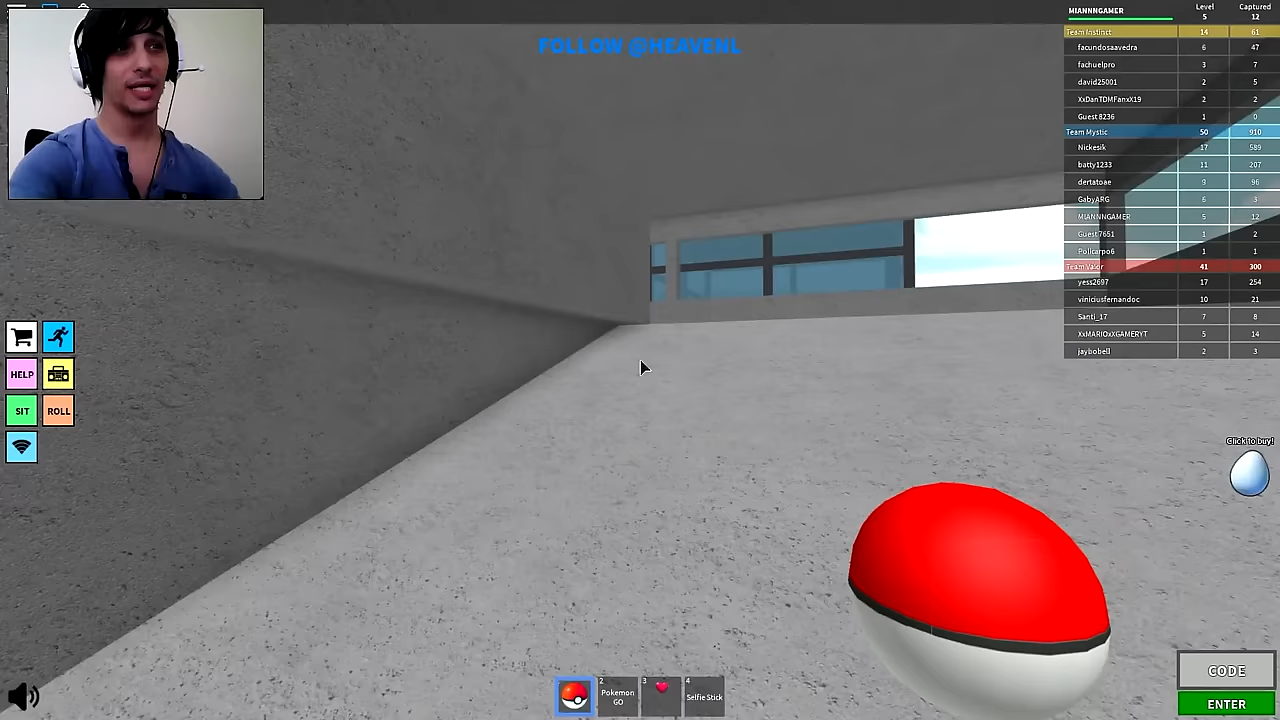 MIANNNGAMER Level 5 Captured 12
FOLLOW @HEAVENL
Team Instinct 14 61
facundosaavedra 6 47
fachuelpro 3 7
david25001 2 5
XxDanTDMFanxX19 2 2
Guest 8236 1 0
Team Mystic 50 910
Nickesik 17 589
batty1233 11 207
dertatoae 9 96
GabyARG 6 3
MIANNNGAMER 5 12
Guest 7651 1 2
Policarpo6 1 1
Team Valor 41 300
yess2697 17 254
viniciusfernandoc 10 21
Santi_17 7 8
XxMARIOxXGAMERYT 5 14
jaybobell 2 3
HELP
SIT ROLL
Click to buy!
2 Pokemon GO
3
4 Selfie Stick
CODE
ENTER